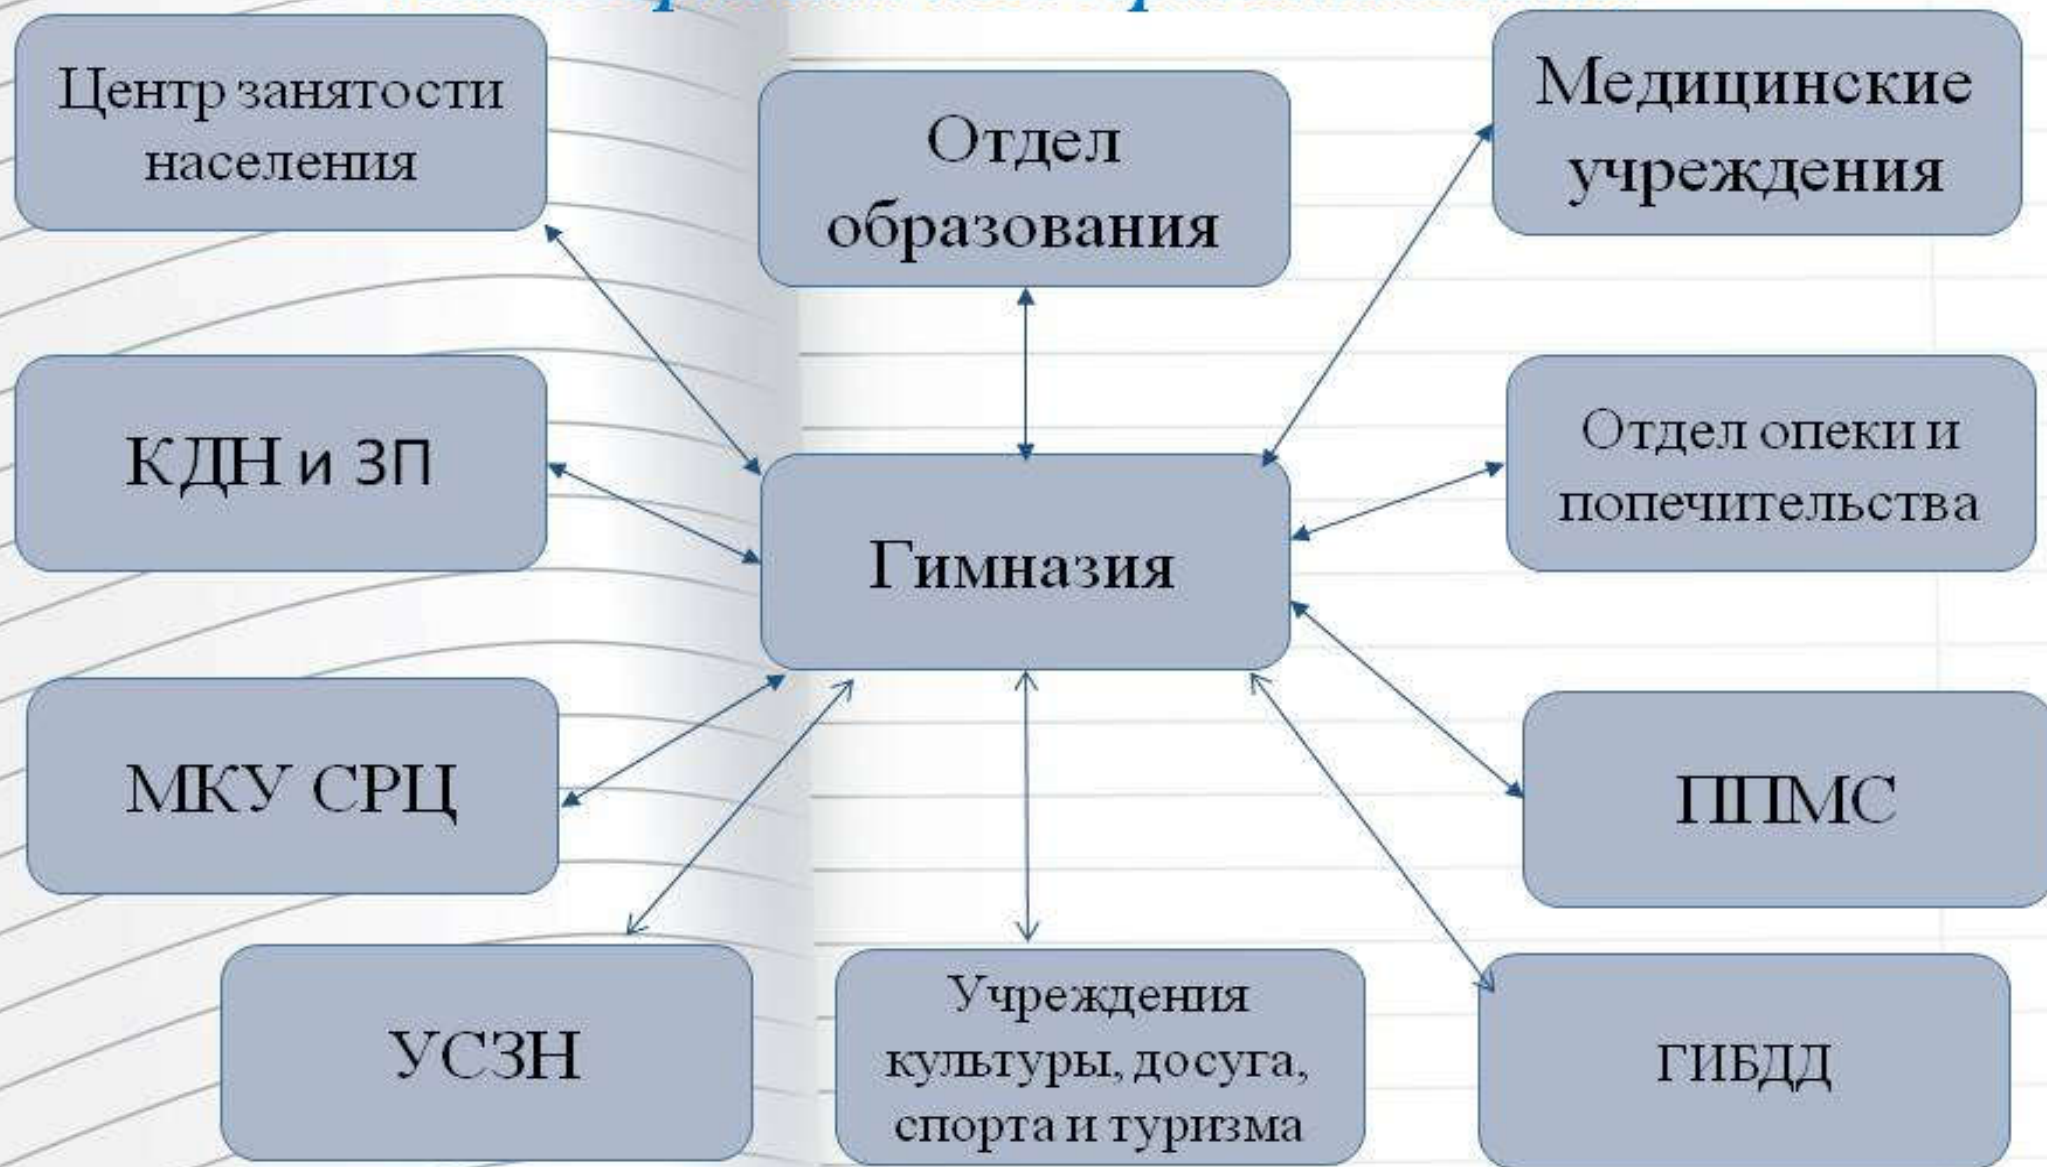 Центр занятости
населения
Отдел
образования
Медицинские
учреждения
КДН и ЗП
Гимназия
Отдел опеки и
попечительства
МКУ СРЦ
ППМС
УСЗН
Учреждения
культуры, досуга,
спорта и туризма
ГИБДД